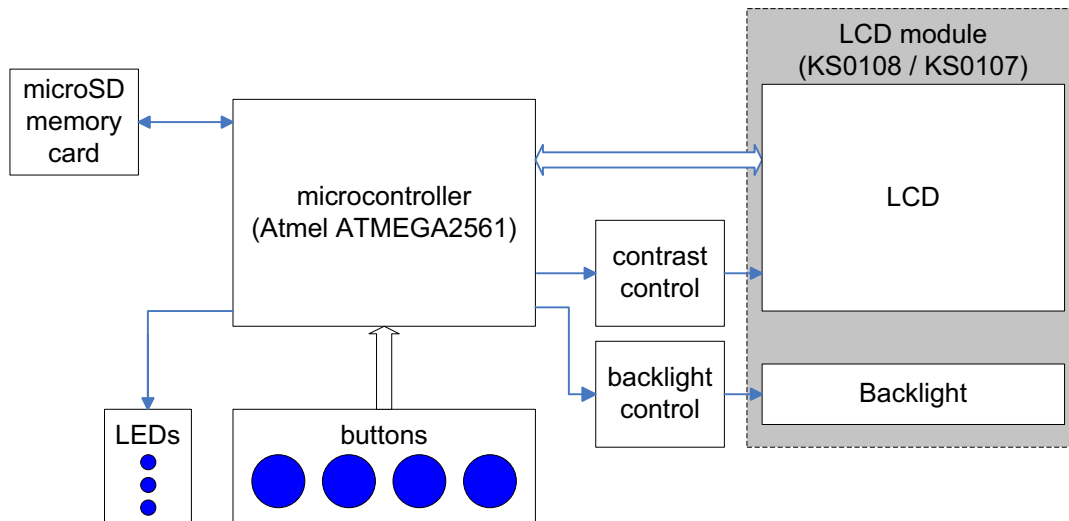 LCD module
(KS0108 / KS0107)
microSD
memory
card
microcontroller
(Atmel ATMEGA2561)
LCD
contrast
control
backlight
control
Backlight
LEDs
buttons